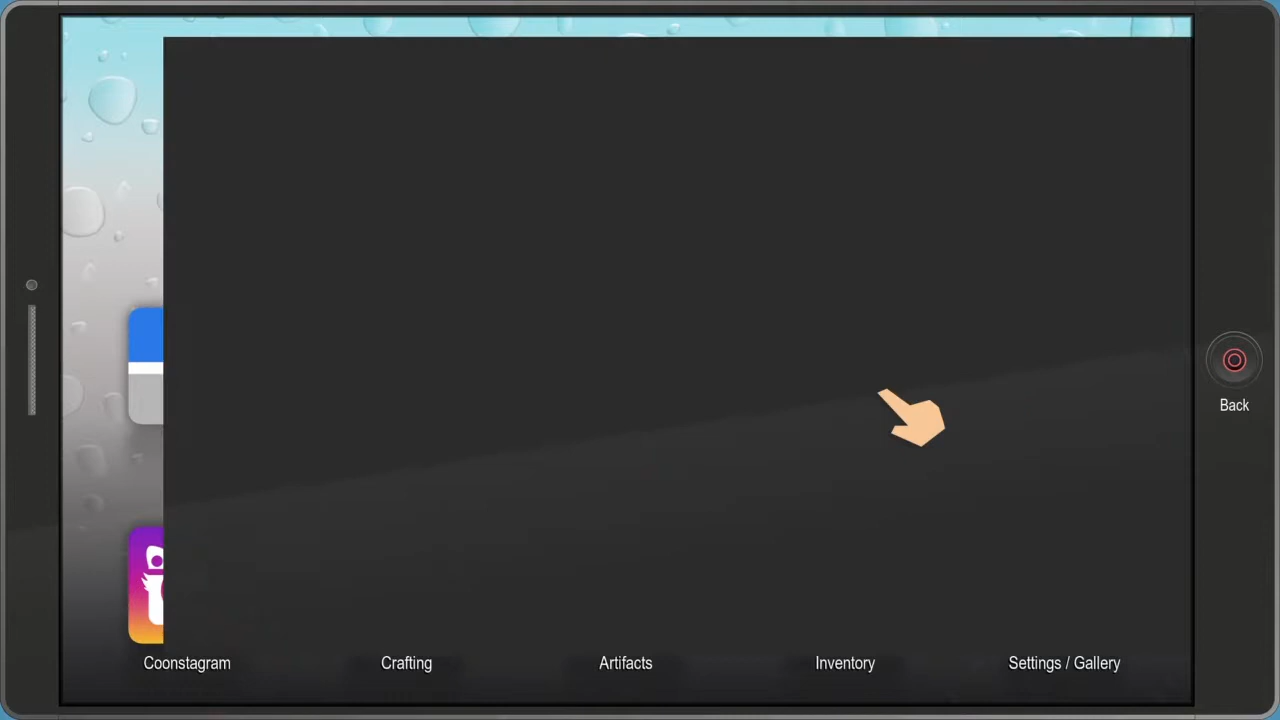 Back
Coonstagram
Crafting
Artifacts
Inventory
Settings / Gallery